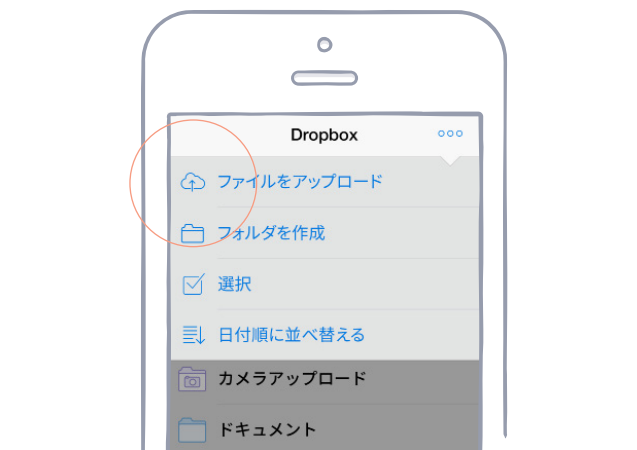 Dropbox
ファイルをアップロード
フォルダを作成
選択
日付順に並べ替える
カメラアップロード
ドキュメント